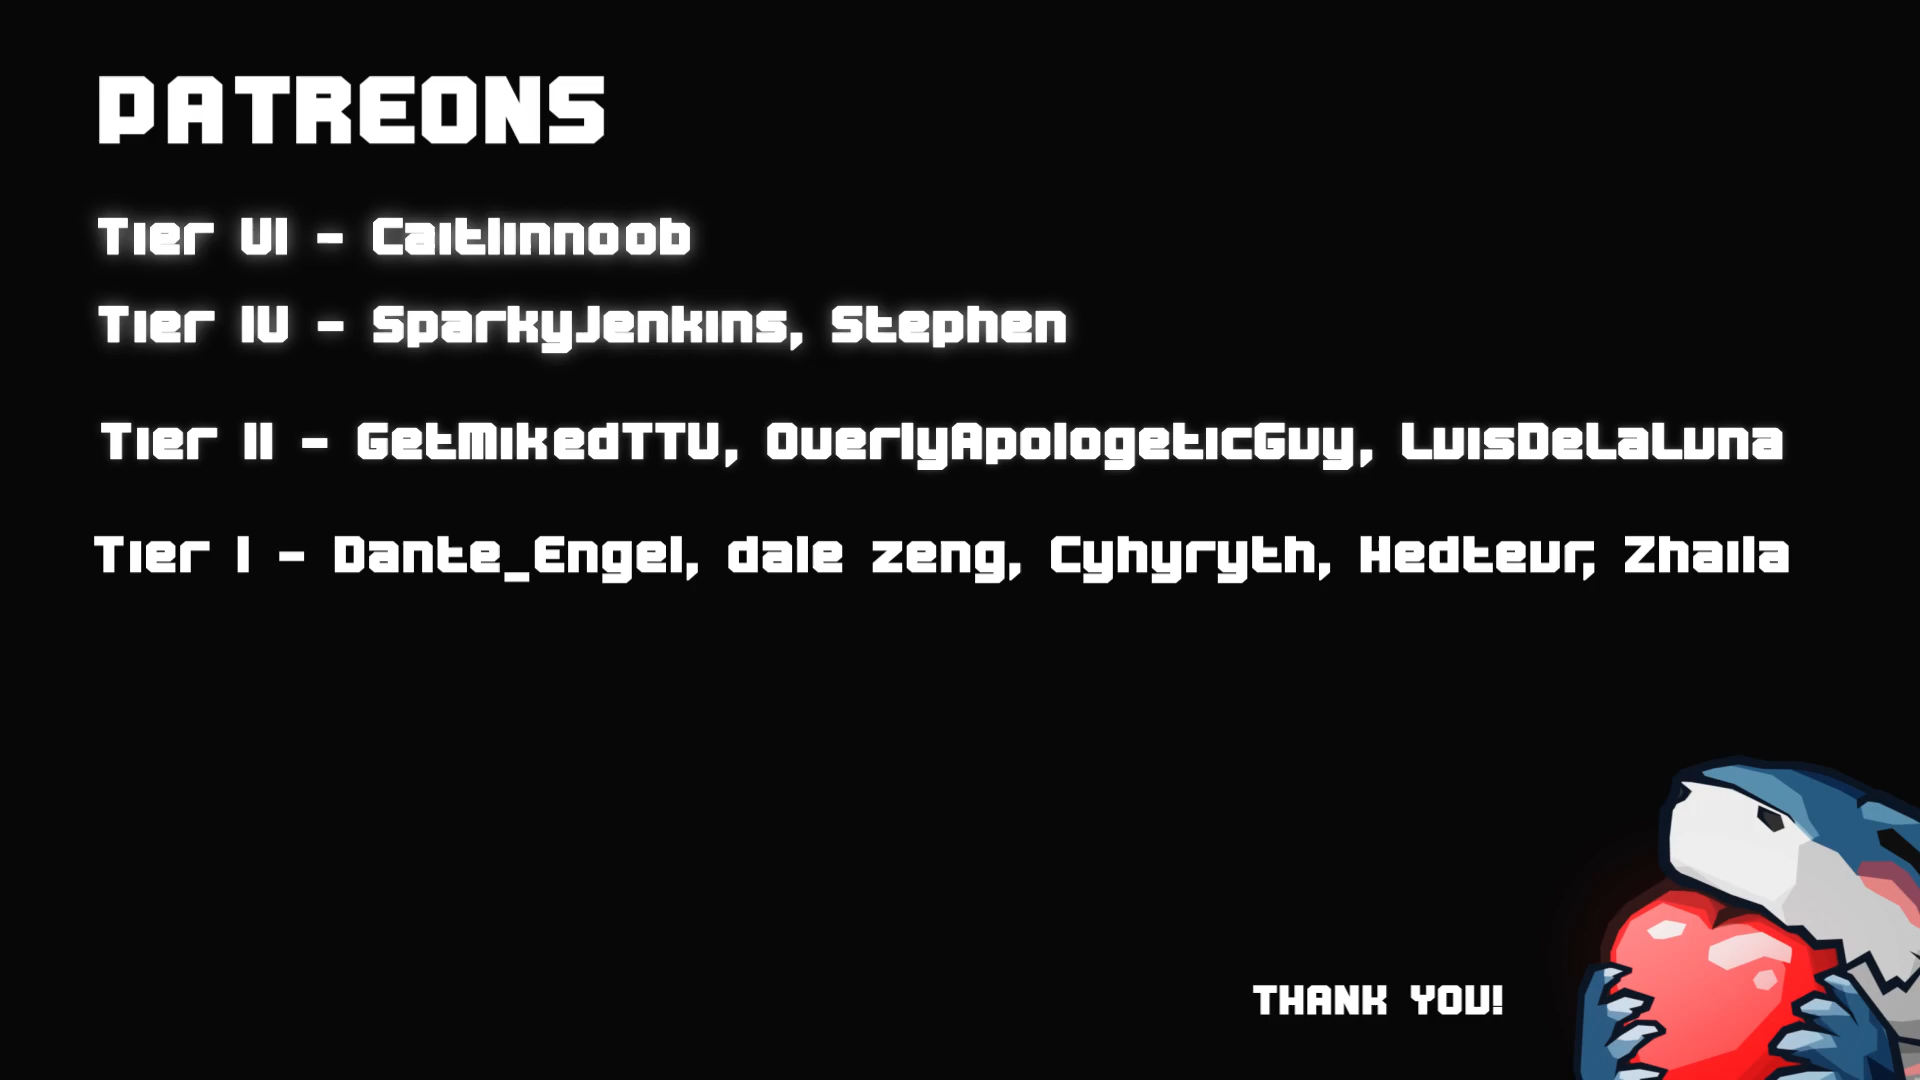 PATREONS
Tier VI - Caitlinnoob
Tier IV - SparkyJenkins, Stephen
Tier II - GetMikedTTV, OverlyApologeticGuy, LuisDeLaLuna
Tier I - Dante_Engel, dale zeng, Cyhyryth, Hedteur, Zhaila
THANK YOU!